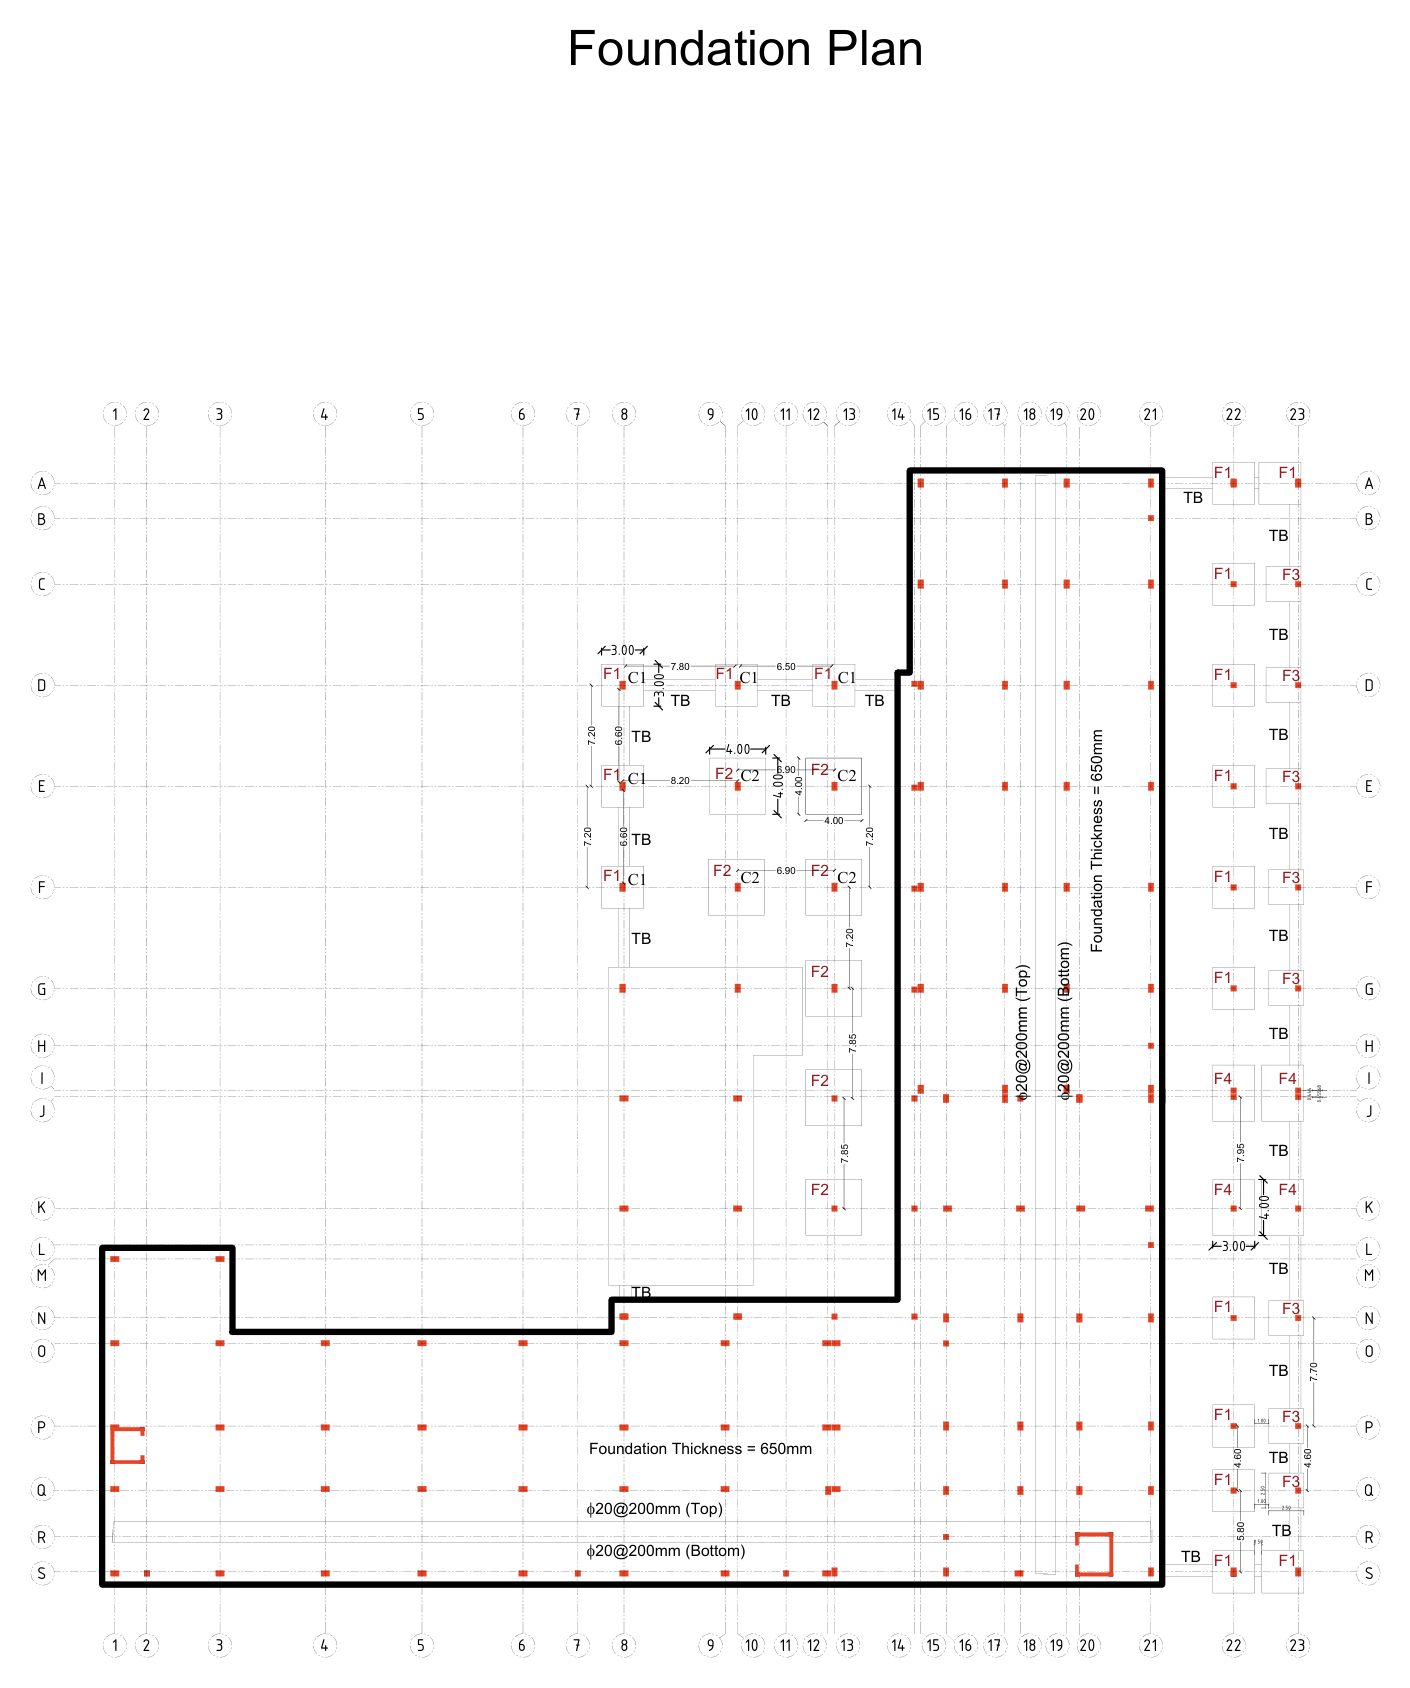 Foundation Plan
1 2 3 4 5 6 7 8 9 10 11 12 13 14 15 16 17 18 19 20 21 22 23
A F1 F1 A
TB
B B
TB
C F1 F3 C
TB
3.00
7.80 6.50
F1 C1 F1 C1 F1 C1
3.00
D F1 F3 D
TB TB TB
7.20 6.60
TB TB
4.00
F1 C1 F2 C2 6.90 F2 C2
8.20 4.00 4.00
E F1 F3 E
4.00
7.20 6.60 TB 7.20 TB
Foundation Thickness = 650mm
F1 C1 F2 C2 6.90 F2 C2
F F1 F3 F
TB 7.20 TB
F2
G F1 F3 G
ϕ20@200mm (Top)
ϕ20@200mm (Bottom)
7.85 TB
H H
I F2 F4 F4 I
J J
7.85 7.95 TB
K F2 F4 F4 K
4.00
3.00
L L
M TB M
TB
N F1 F3 N
O O
TB 7.70
P F1 1.00 F3 P
Foundation Thickness = 650mm
4.60 TB 4.60
Q F1 F3 Q
2.50
1.00 2.50
ϕ20@200mm (Top)
R TB R
5.80
ϕ20@200mm (Bottom)
TB
S F1 F1 S
1 2 3 4 5 6 7 8 9 10 11 12 13 14 15 16 17 18 19 20 21 22 23